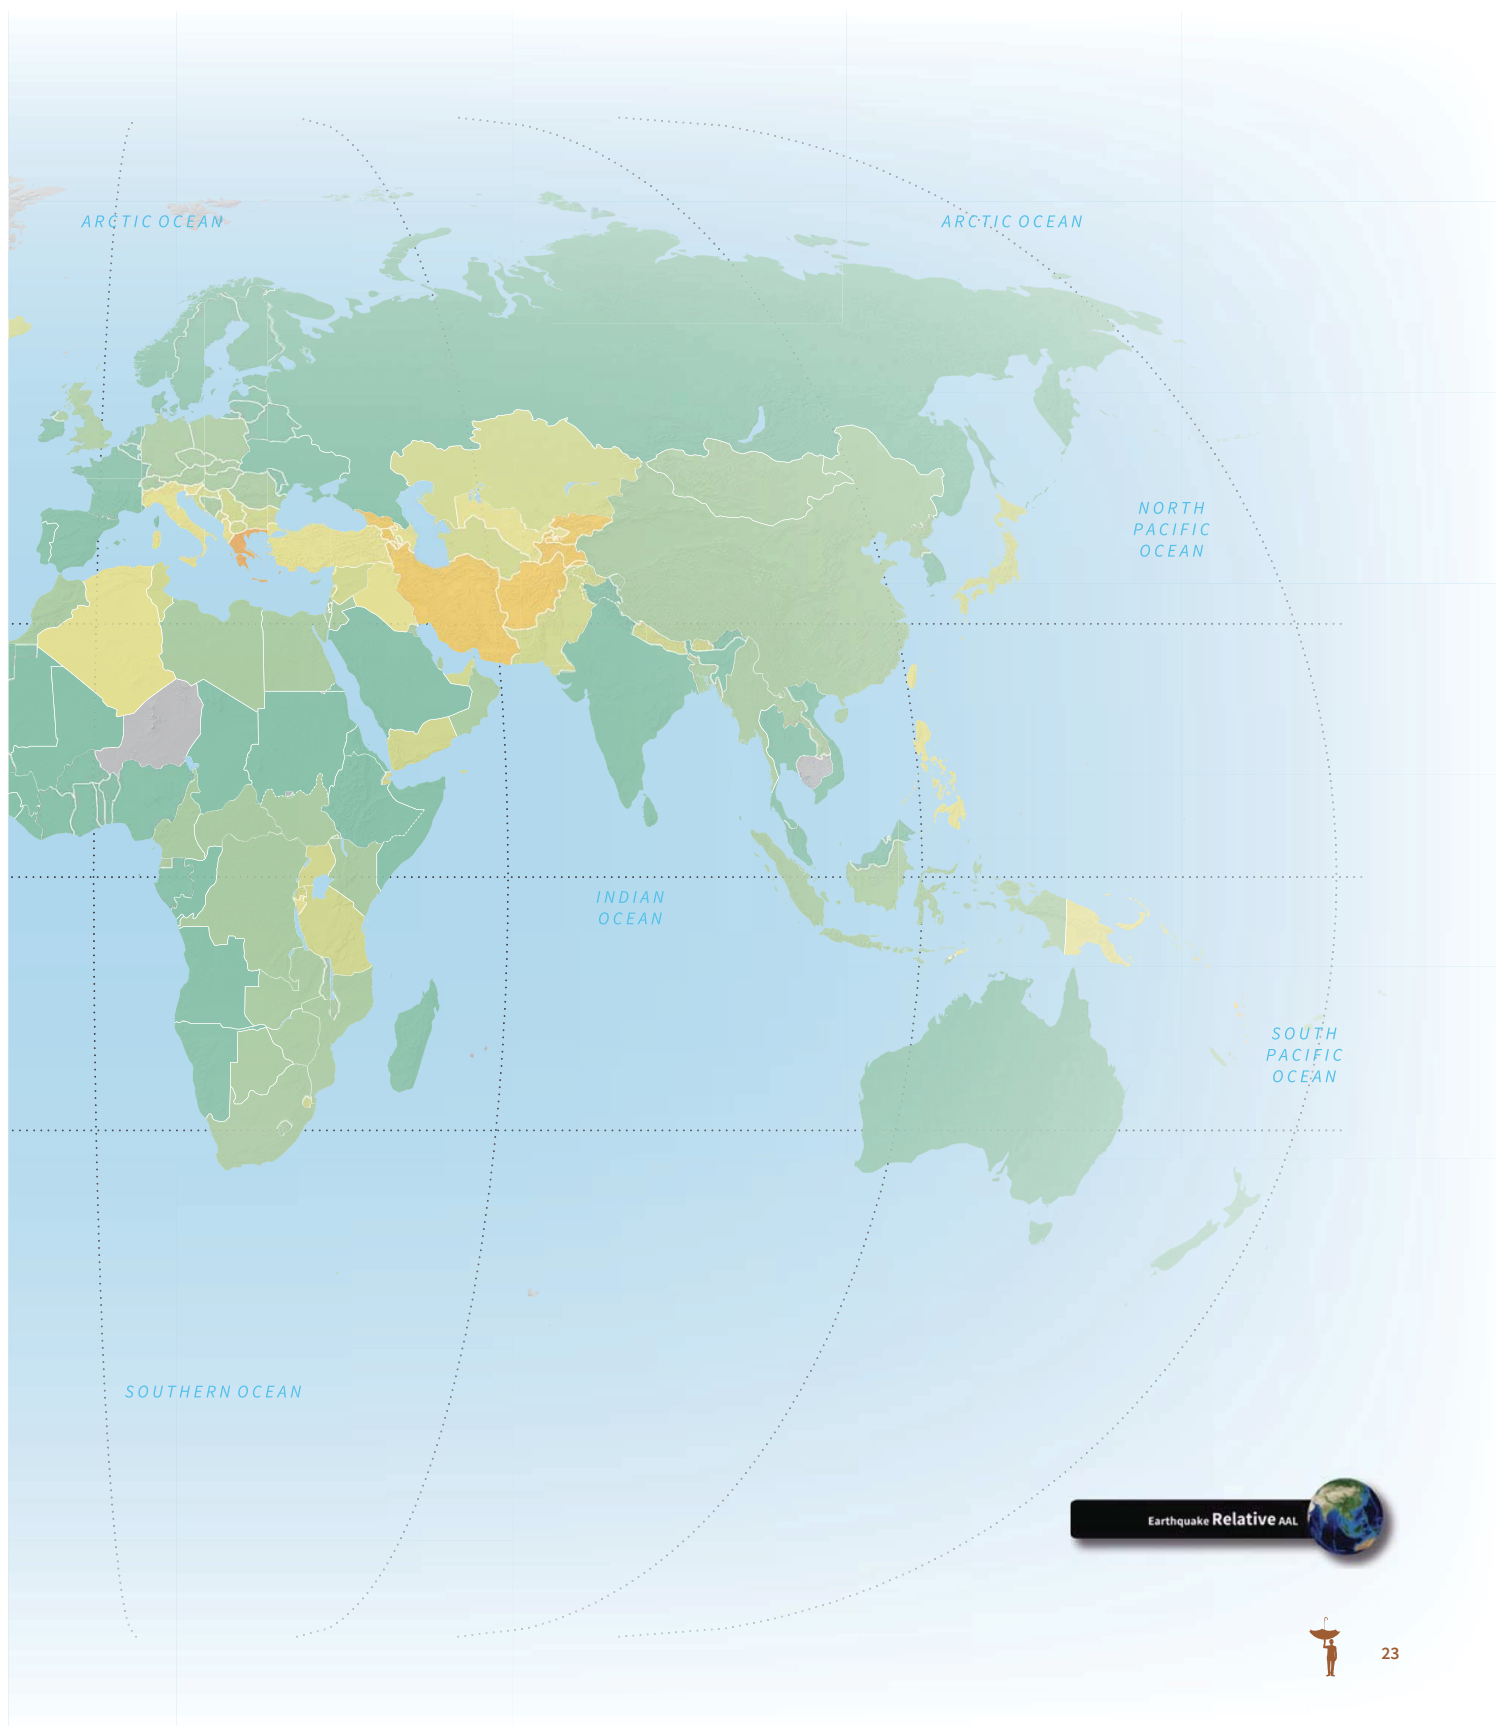 ARCTIC OCEAN
ARCTIC OCEAN
NORTH
PACIFIC
OCEAN
INDIAN
OCEAN
SOUTH
PACIFIC
OCEAN
SOUTHERN OCEAN
Earthquake Relative AAL
23